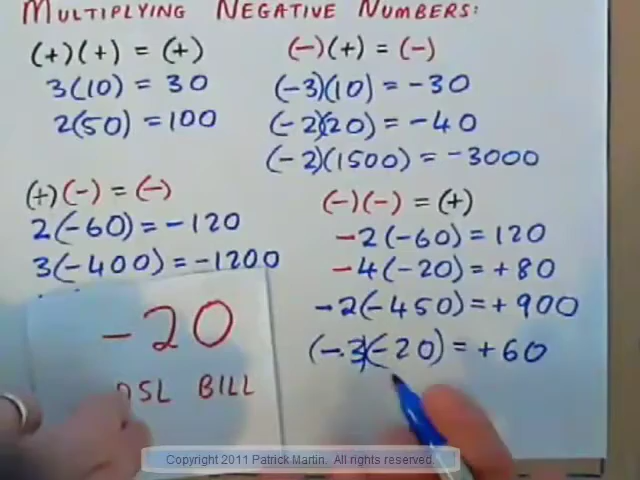 MULTIPLYING NEGATIVE NUMBERS:
(+)(+) = (+)
3(10) = 30
2(50) = 100
(-)(+) = (-)
(-3)(10) = -30
(-2)(20) = -40
(-2)(1500) = -3000
(+)(-) = (-)
2(-60) = -120
3(-400) = -1200
(-)(-) = (+)
-2(-60) = 120
-4(-20) = +80
-2(-450) = +900
(-3)(-20) = +60
-20
DSL BILL
Copyright 2011 Patrick Martin. All rights reserved.